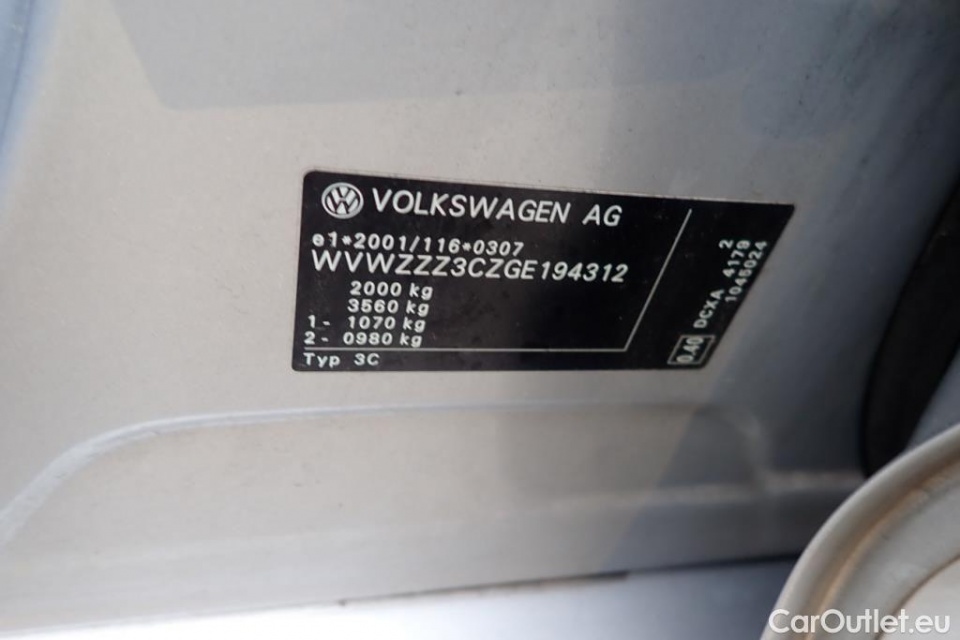 VOLKSWAGEN AG
e1*2001/116*0307
WVWZZZ3CZGE194312
2000 kg
3560 kg
1- 1070 kg
2- 0980 kg
Typ 3C
0.40
DCXA 4179 2
1045024
CarOutlet.eu